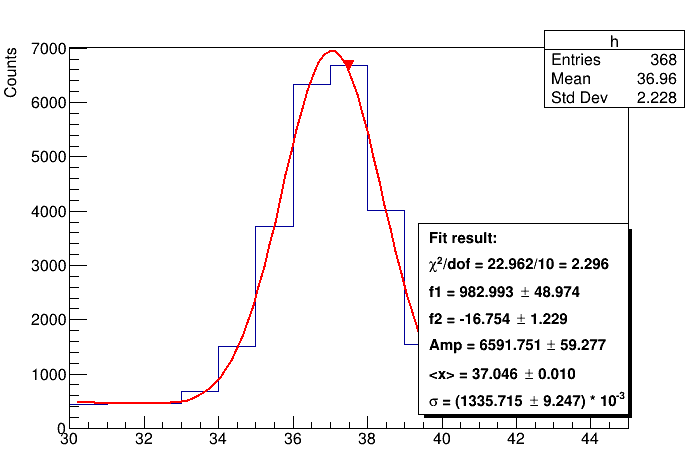 h
Entries 368
Mean 36.96
Std Dev 2.228
Counts
7000
6000
5000
4000
3000
2000
1000
0
Fit result:
χ²/dof = 22.962/10 = 2.296
f1 = 982.993 ± 48.974
f2 = -16.754 ± 1.229
Amp = 6591.751 ± 59.277
<x> = 37.046 ± 0.010
σ = (1335.715 ± 9.247) * 10⁻³
30 32 34 36 38 40 42 44